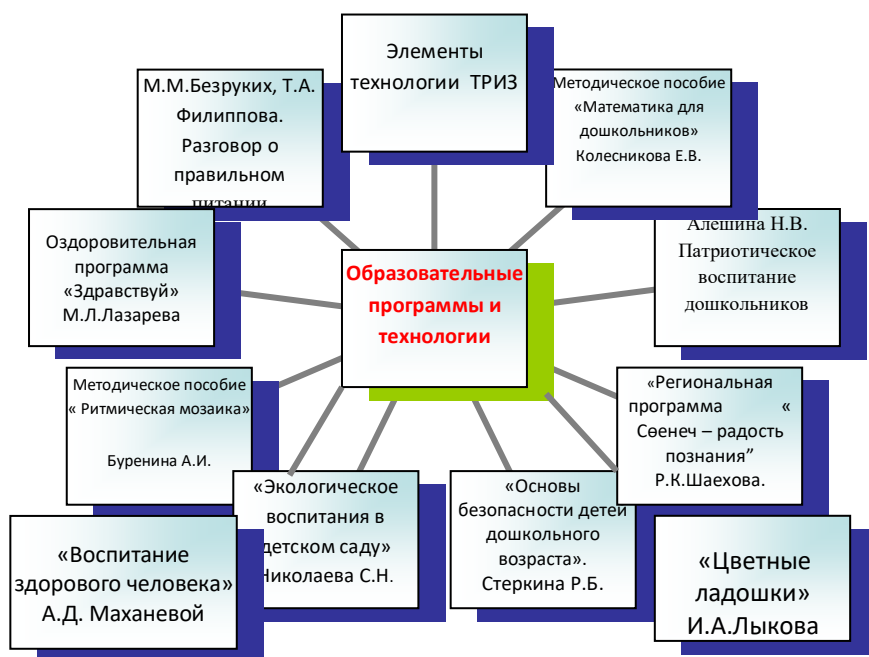 Элементы
технологии ТРИЗ
М.М.Безруких, Т.А.
Филиппова.
Разговор о
правильном
питании
Методическое пособие
«Математика для
дошкольников»
Колесникова Е.В.
Оздоровительная
программа
«Здравствуй»
М.Л.Лазарева
Образовательные
программы и
технологии
Алешина Н.В.
Патриотическое
воспитание
дошкольников
Методическое пособие
« Ритмическая мозаика»
Буренина А.И.
«Региональная
программа «
Сөенеч – радость
познания”
Р.К.Шаехова.
«Экологическое
воспитания в
детском саду»
Николаева С.Н.
«Основы
безопасности детей
дошкольного
возраста».
Стеркина Р.Б.
«Воспитание
здорового человека»
А.Д. Маханевой
«Цветные
ладошки»
И.А.Лыкова